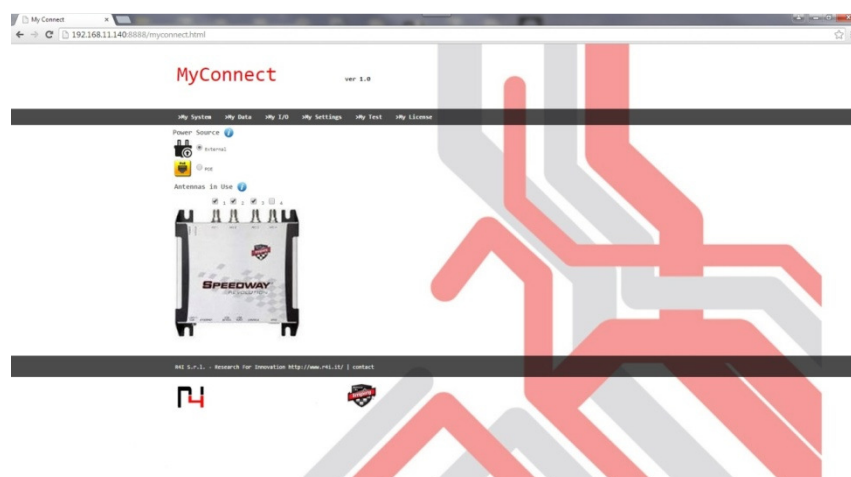 My Connect
192.168.11.140:8888/myconnect.html
MyConnect
ver 1.0
>My System >My Data >My I/O >My Settings >My Test >My License
Power Source
External
POE
Antennas in Use
1 2 3 4
SPEEDWAY
R4I S.r.l. - Research For Innovation http://www.r4i.it/ | contact